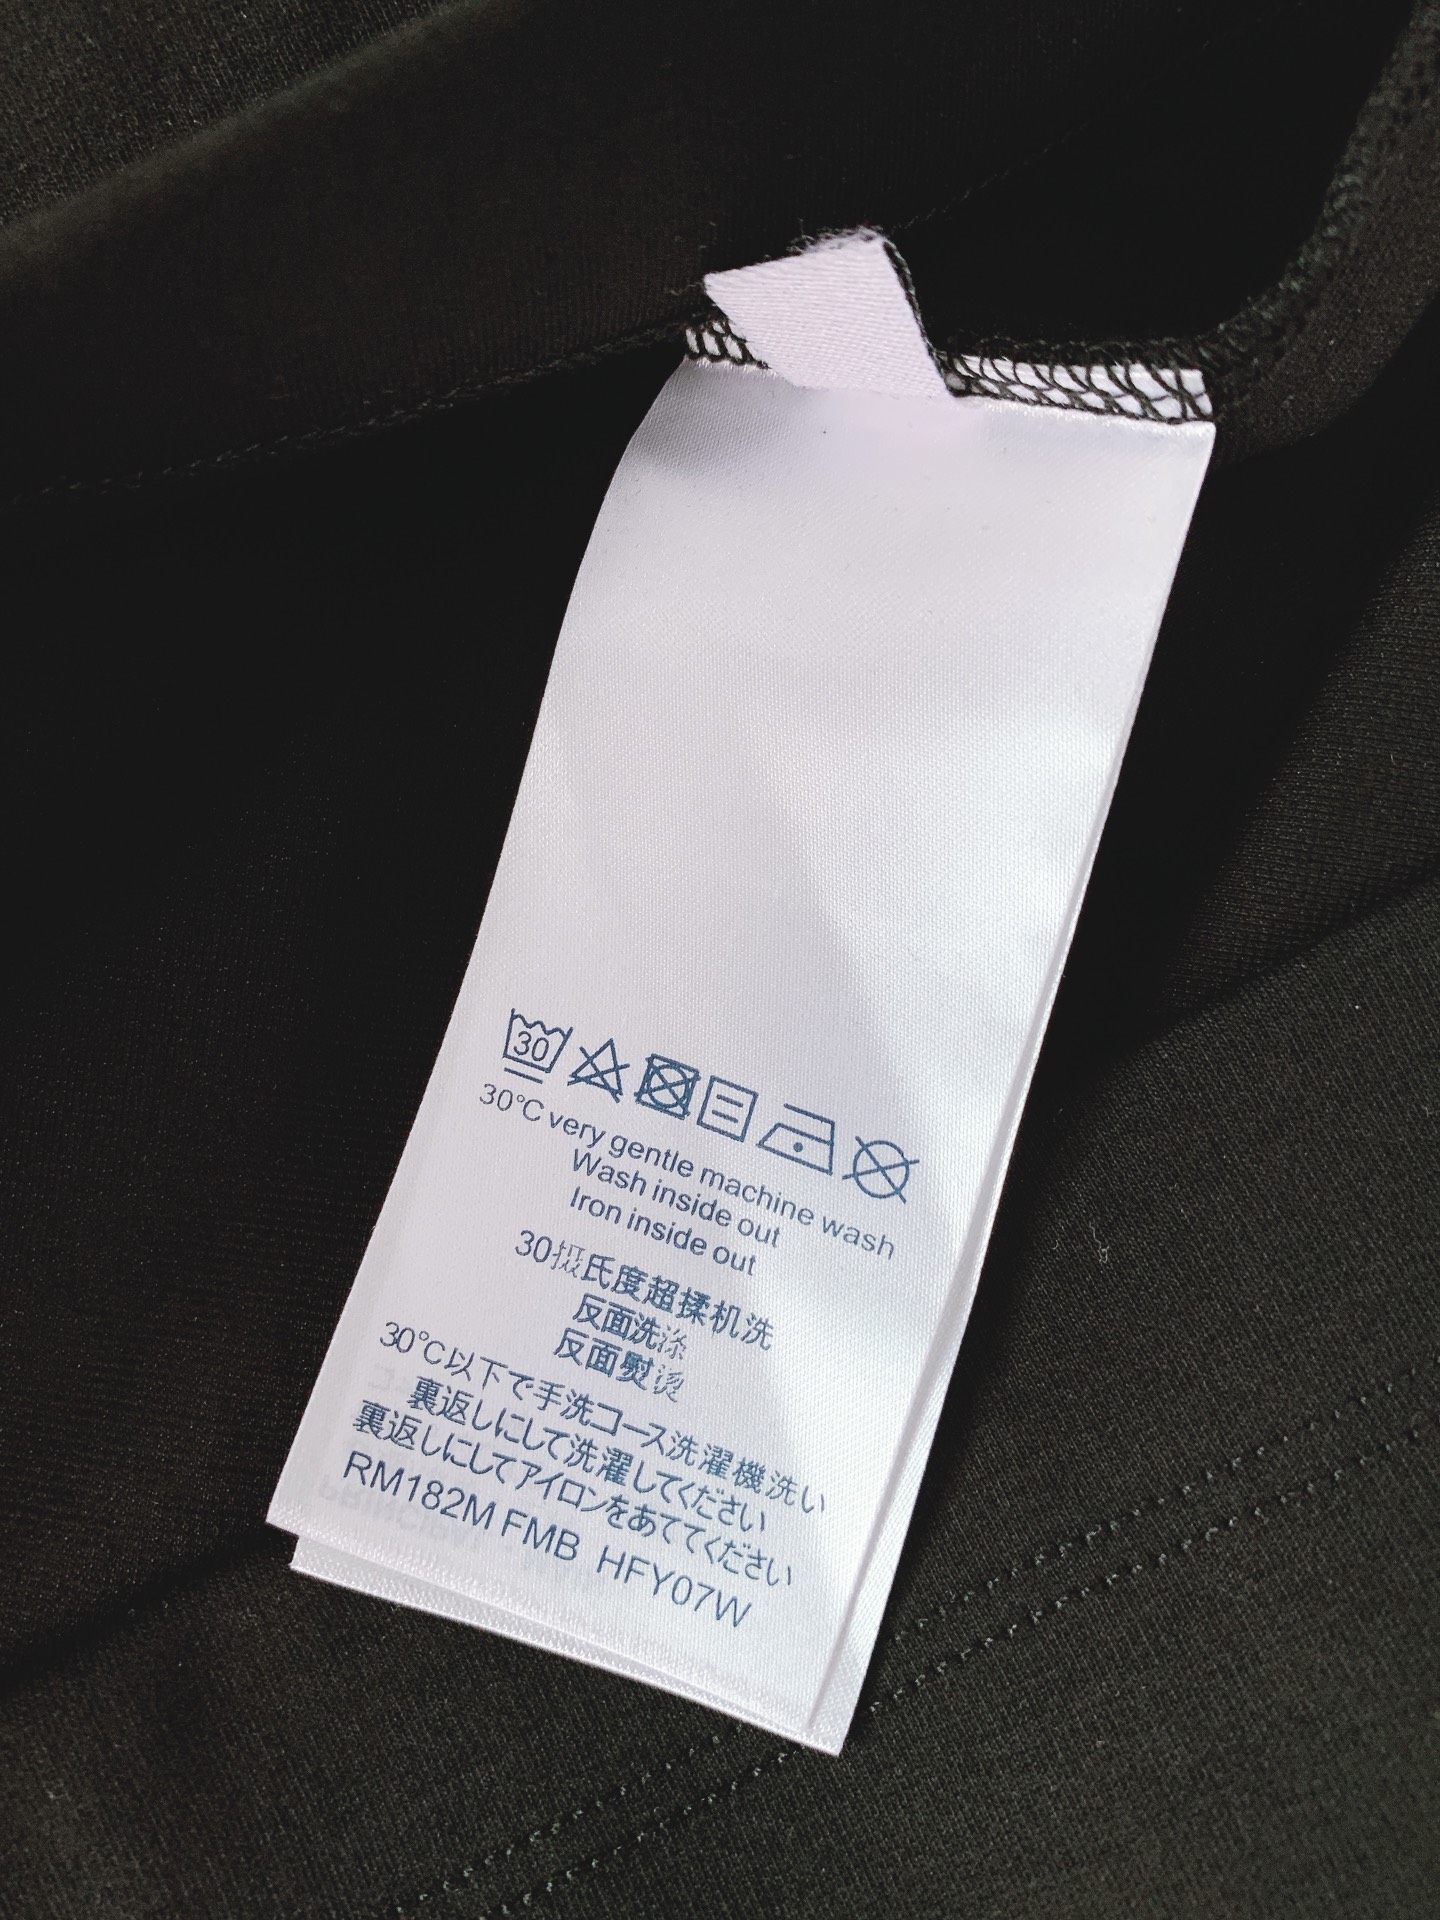 30
30°C very gentle machine wash
Wash inside out
Iron inside out
30摄氏度超揉机洗
反面洗涤
反面熨烫
30°C以下で手洗コース洗濯機洗い
裏返しにして洗濯してください
裏返しにしてアイロンをあててください
RM182M FMB HFY07W